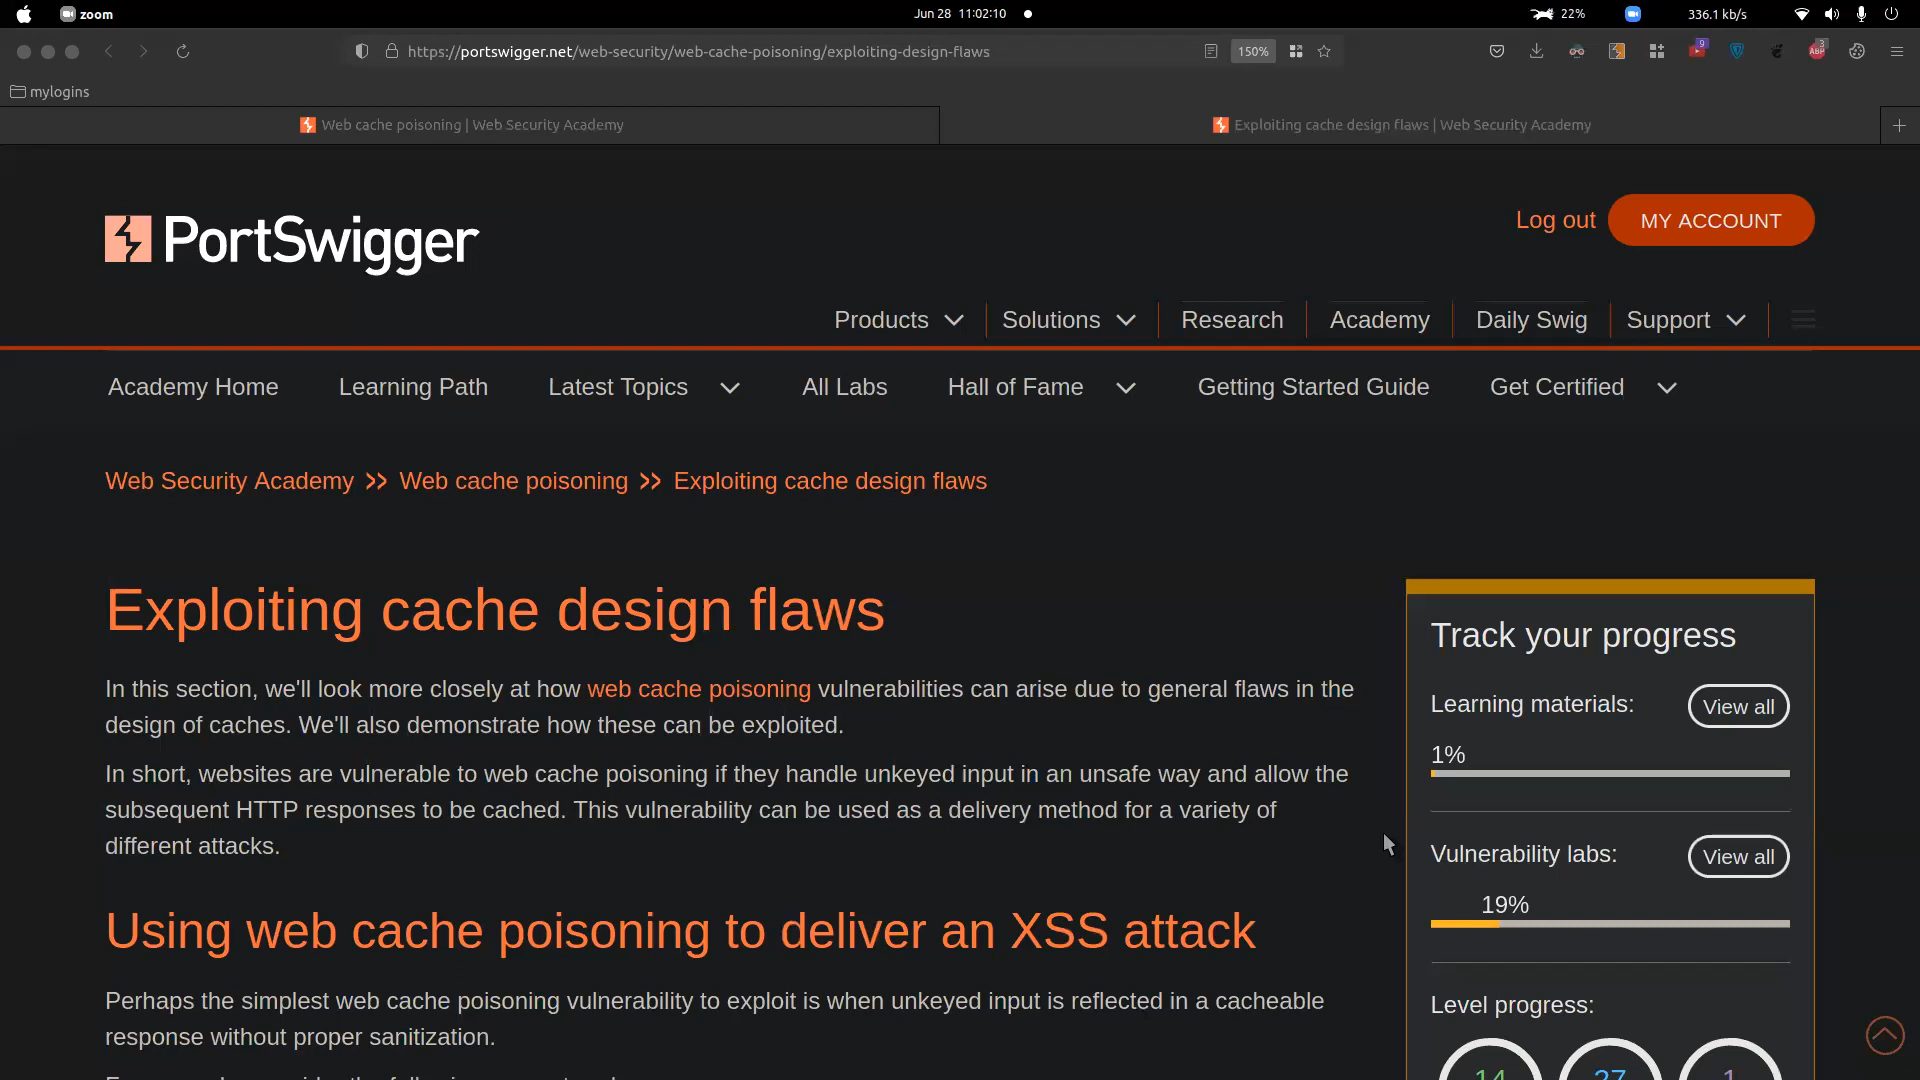 zoom
Jun 28 11:02:10
22%
336.1 kb/s
https://portswigger.net/web-security/web-cache-poisoning/exploiting-design-flaws
150%
9
ABP
3
mylogins
Web cache poisoning | Web Security Academy
Exploiting cache design flaws | Web Security Academy
PortSwigger
Log out
MY ACCOUNT
Products
Solutions
Research
Academy
Daily Swig
Support
Academy Home
Learning Path
Latest Topics
All Labs
Hall of Fame
Getting Started Guide
Get Certified
Web Security Academy >> Web cache poisoning >> Exploiting cache design flaws
Exploiting cache design flaws
In this section, we'll look more closely at how web cache poisoning vulnerabilities can arise due to general flaws in the
design of caches. We'll also demonstrate how these can be exploited.
In short, websites are vulnerable to web cache poisoning if they handle unkeyed input in an unsafe way and allow the
subsequent HTTP responses to be cached. This vulnerability can be used as a delivery method for a variety of
different attacks.
Using web cache poisoning to deliver an XSS attack
Perhaps the simplest web cache poisoning vulnerability to exploit is when unkeyed input is reflected in a cacheable
response without proper sanitization.
Track your progress
Learning materials:
View all
1%
Vulnerability labs:
View all
19%
Level progress:
14
27
1